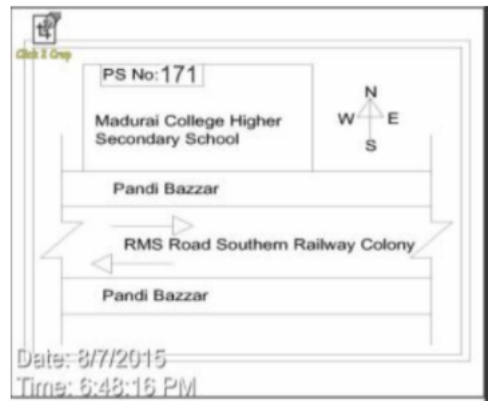 Click 2 Crop
PS No: 171
Madurai College Higher
Secondary School
N
W E
S
Pandi Bazzar
RMS Road Southern Railway Colony
Pandi Bazzar
Date: 8/7/2015
Time: 6:48:16 PM